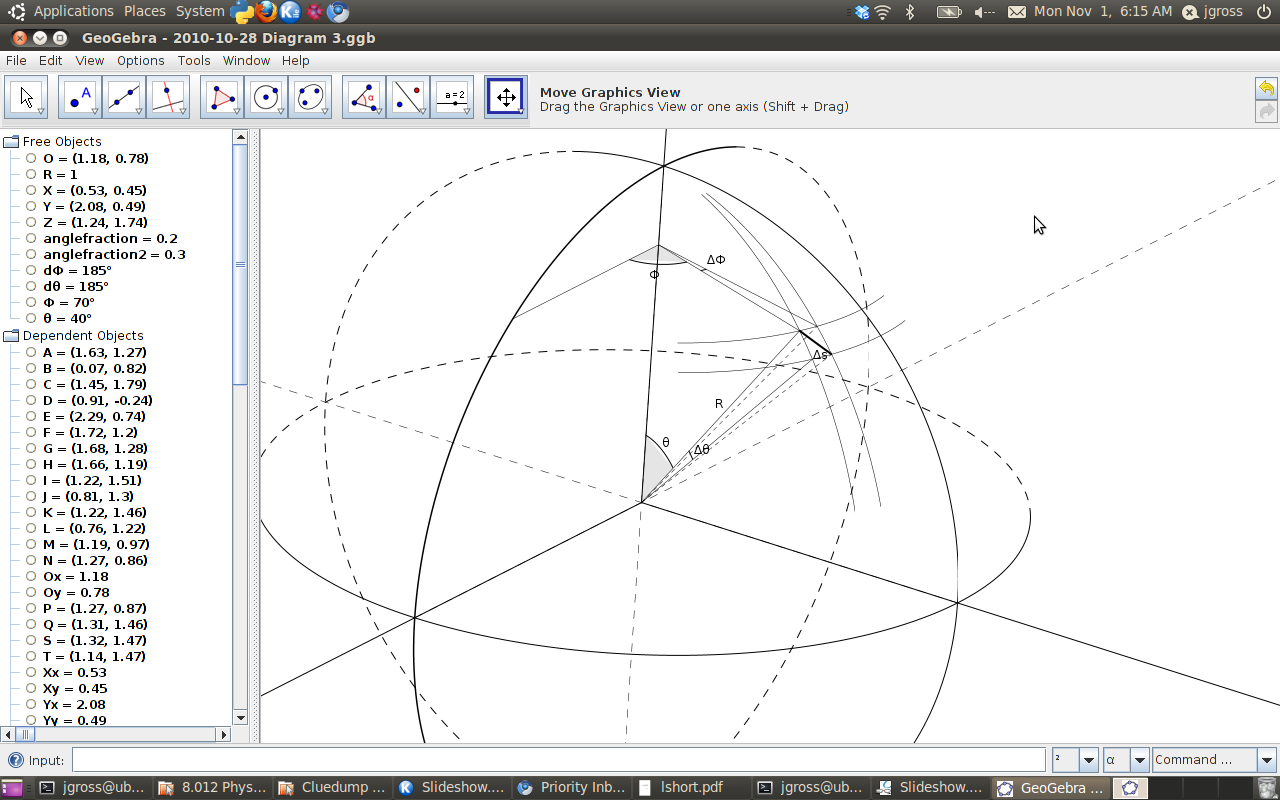 Applications Places System
Mon Nov 1, 6:15 AM jgross
GeoGebra - 2010-10-28 Diagram 3.ggb
File Edit View Options Tools Window Help
A
α
a=2
Move Graphics View
Drag the Graphics View or one axis (Shift + Drag)
Free Objects
O = (1.18, 0.78)
R = 1
X = (0.53, 0.45)
Y = (2.08, 0.49)
Z = (1.24, 1.74)
anglefraction = 0.2
anglefraction2 = 0.3
dΦ = 185°
dθ = 185°
Φ = 70°
θ = 40°
Dependent Objects
A = (1.63, 1.27)
B = (0.07, 0.82)
C = (1.45, 1.79)
D = (0.91, -0.24)
E = (2.29, 0.74)
F = (1.72, 1.2)
G = (1.68, 1.28)
H = (1.66, 1.19)
I = (1.22, 1.51)
J = (0.81, 1.3)
K = (1.22, 1.46)
L = (0.76, 1.22)
M = (1.19, 0.97)
N = (1.27, 0.86)
Ox = 1.18
Oy = 0.78
P = (1.27, 0.87)
Q = (1.31, 1.46)
S = (1.32, 1.47)
T = (1.14, 1.47)
Xx = 0.53
Xy = 0.45
Yx = 2.08
Yy = 0.49
ΔΦ
Φ
Δs
R
θ
Δθ
Input:
²
α
Command ...
jgross@ub...
8.012 Phys...
Cluedump ...
Slideshow....
Priority Inb...
lshort.pdf
jgross@ub...
Slideshow....
GeoGebra ...